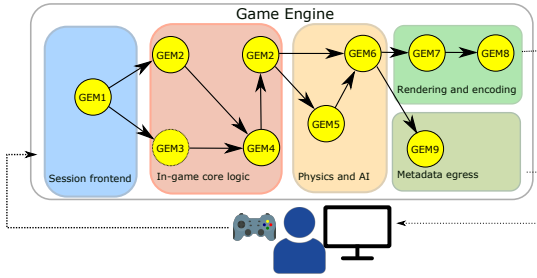 Game Engine
GEM2
GEM2
GEM6
GEM7
GEM8
GEM1
Rendering and encoding
GEM5
GEM3
GEM4
GEM9
Session frontend
In-game core logic
Physics and AI
Metadata egress